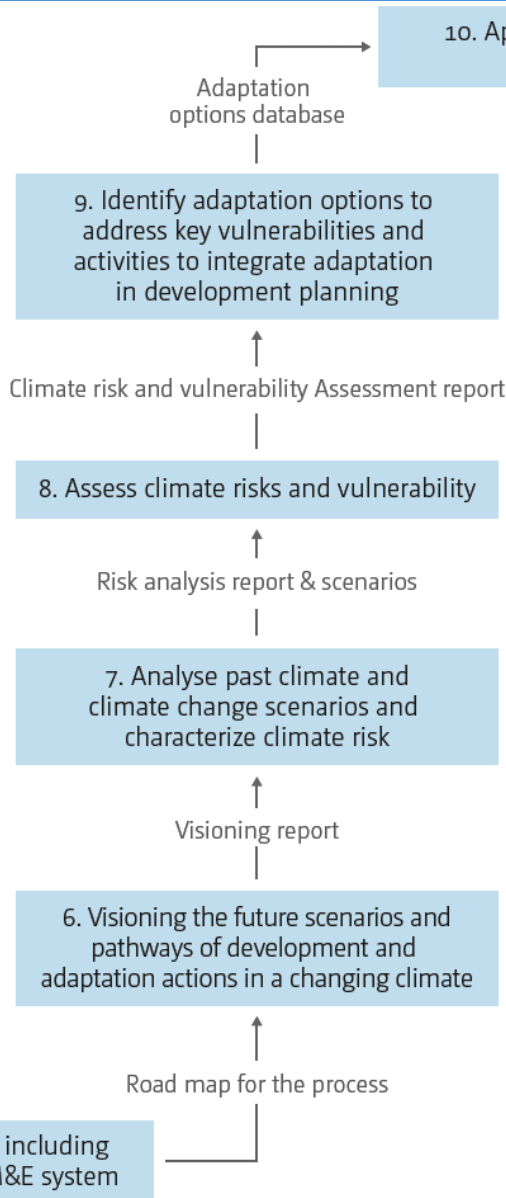 10. Ap
Adaptation
options database
9. Identify adaptation options to
address key vulnerabilities and
activities to integrate adaptation
in development planning
Climate risk and vulnerability Assessment report
8. Assess climate risks and vulnerability
Risk analysis report & scenarios
7. Analyse past climate and
climate change scenarios and
characterize climate risk
Visioning report
6. Visioning the future scenarios and
pathways of development and
adaptation actions in a changing climate
Road map for the process
including
M&E system